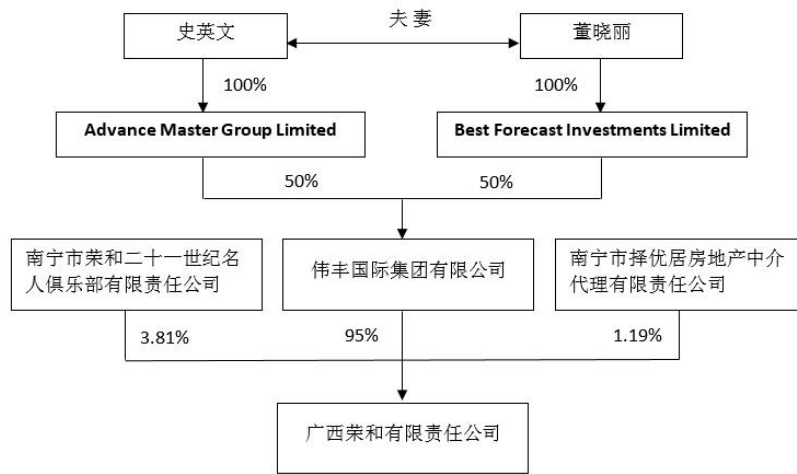 史英文
夫 妻
董晓丽
100%
100%
Advance Master Group Limited
Best Forecast Investments Limited
50%
50%
南宁市荣和二十一世纪名
人俱乐部有限责任公司
伟丰国际集团有限公司
南宁市择优居房地产中介
代理有限责任公司
3.81%
95%
1.19%
广西荣和有限责任公司